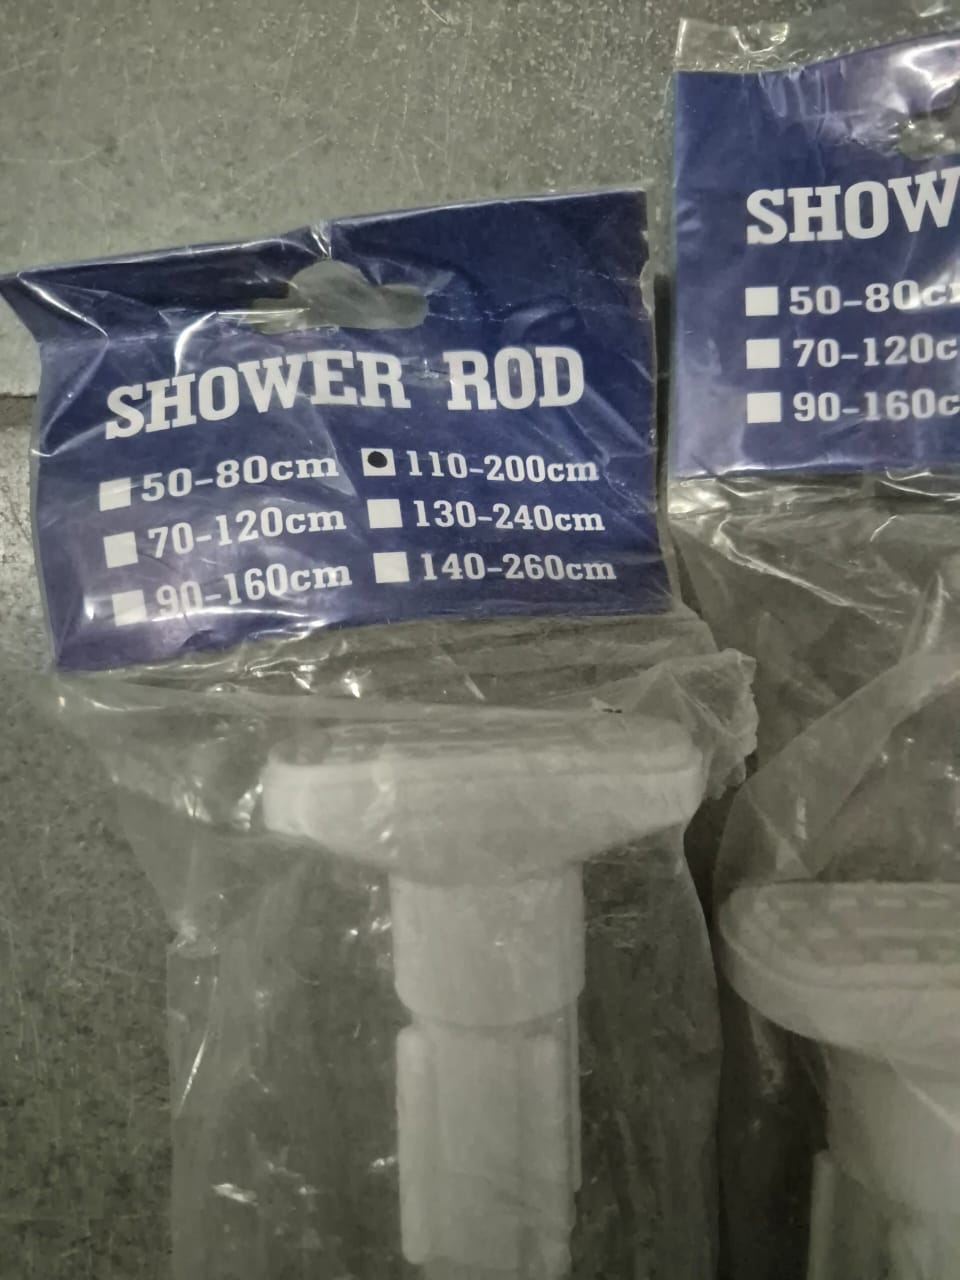 SHOWER ROD
50-80cm 110-200cm
70-120cm 130-240cm
90-160cm 140-260cm
SHOW
50-80c
70-120c
90-160c